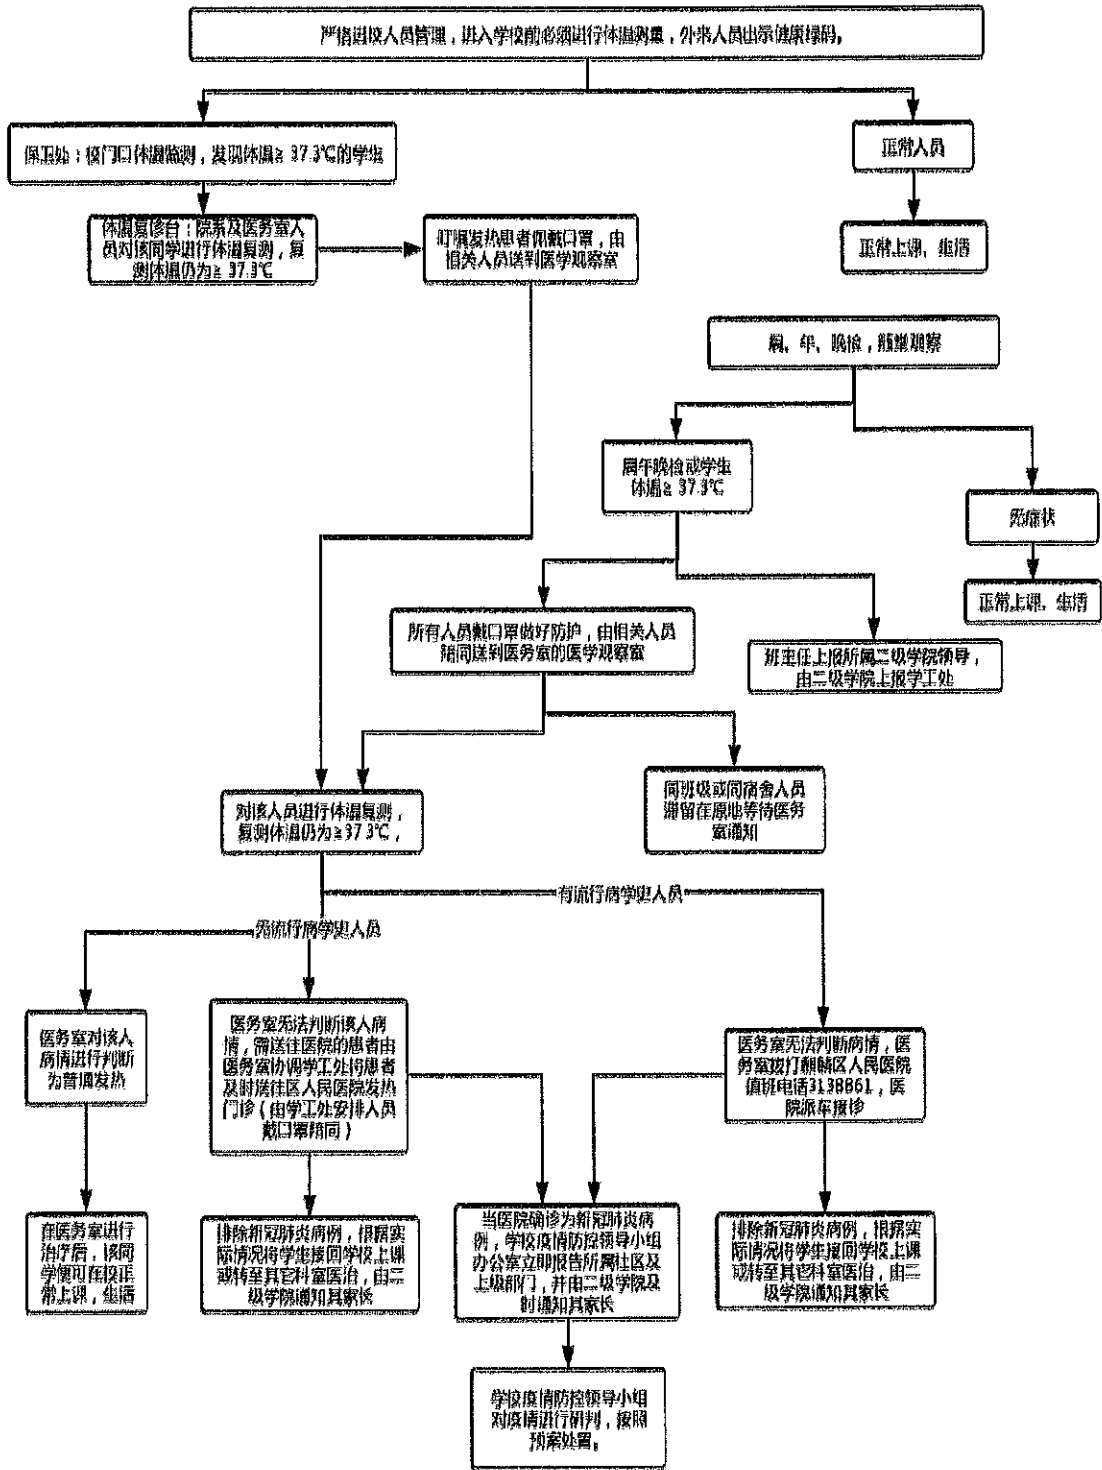 严格进校人员管理，进入学校前必须进行体温测量，外来人员出示健康绿码。
保卫处：校门口体温监测，发现体温≥37.3℃的学生
正常人员
体温复诊台：院系及医务室人
员对该同学进行体温复测，复
测体温仍为≥37.3℃
叮嘱发热患者佩戴口罩，由
相关人员送到医学观察室
正常上课、生活
晨、午、晚检，随堂观察
晨午晚检或学生
体温≥37.3℃
无症状
正常上课、生活
所有人员戴口罩做好防护，由相关人员
陪同送到医务室的医学观察室
班主任上报所属二级学院领导，
由二级学院上报学工处
同班级或同宿舍人员
滞留在原地等待医务
室通知
对该人员进行体温复测，
复测体温仍为≥37.3℃，
有流行病学史人员
无流行病学史人员
医务室对该人
病情进行判断
为普通发热
医务室无法判断该人病
情，需送往医院的患者由
医务室协调学工处将患者
及时送往区人民医院发热
门诊（由学工处安排人员
戴口罩陪同）
医务室无法判断病情，医
务室拨打麒麟区人民医院
值班电话3138861，医
院派车接诊
在医务室进行
治疗后，该同
学便可在校正
常上课，生活
排除新冠肺炎病例，根据实
际情况将学生接回学校上课
或转至其它科室医治，由二
级学院通知其家长
当医院确诊为新冠肺炎病
例，学校疫情防控领导小组
办公室立即报告所属社区及
上级部门，并由二级学院及
时通知其家长
排除新冠肺炎病例，根据实
际情况将学生接回学校上课
或转至其它科室医治，由二
级学院通知其家长
学校疫情防控领导小组
对疫情进行研判，按照
预案处置。